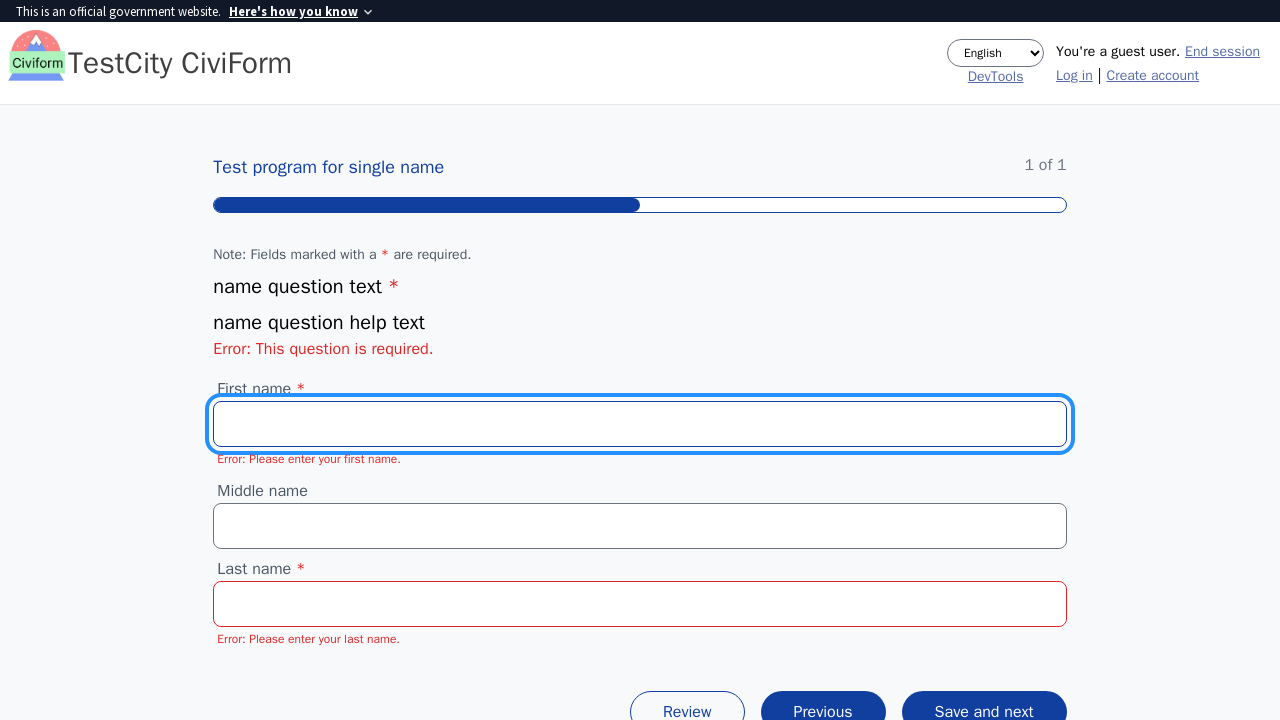 This is an official government website. Here's how you know
Civiform
TestCity CiviForm
English
DevTools
You're a guest user. End session
Log in | Create account
Test program for single name
1 of 1
Note: Fields marked with a * are required.
name question text *
name question help text
Error: This question is required.
First name *
Error: Please enter your first name.
Middle name
Last name *
Error: Please enter your last name.
Review
Previous
Save and next